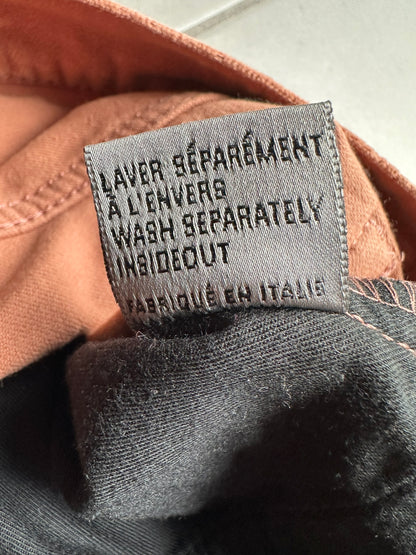 LAVER SÉPARÉMENT
À L'ENVERS
WASH SEPARATELY
INSIDEOUT
FABRIQUÉ EN ITALIE